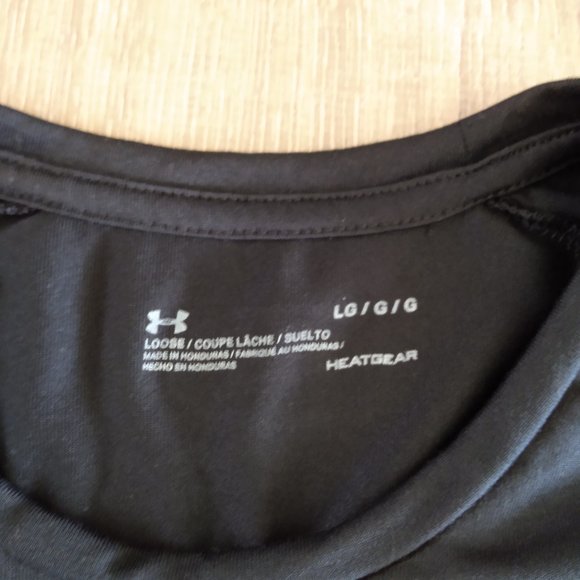 LG / G / G
LOOSE / COUPE LÂCHE / SUELTO
MADE IN HONDURAS / FABRIQUÉ AU HONDURAS /
HECHO EN HONDURAS
HEATGEAR